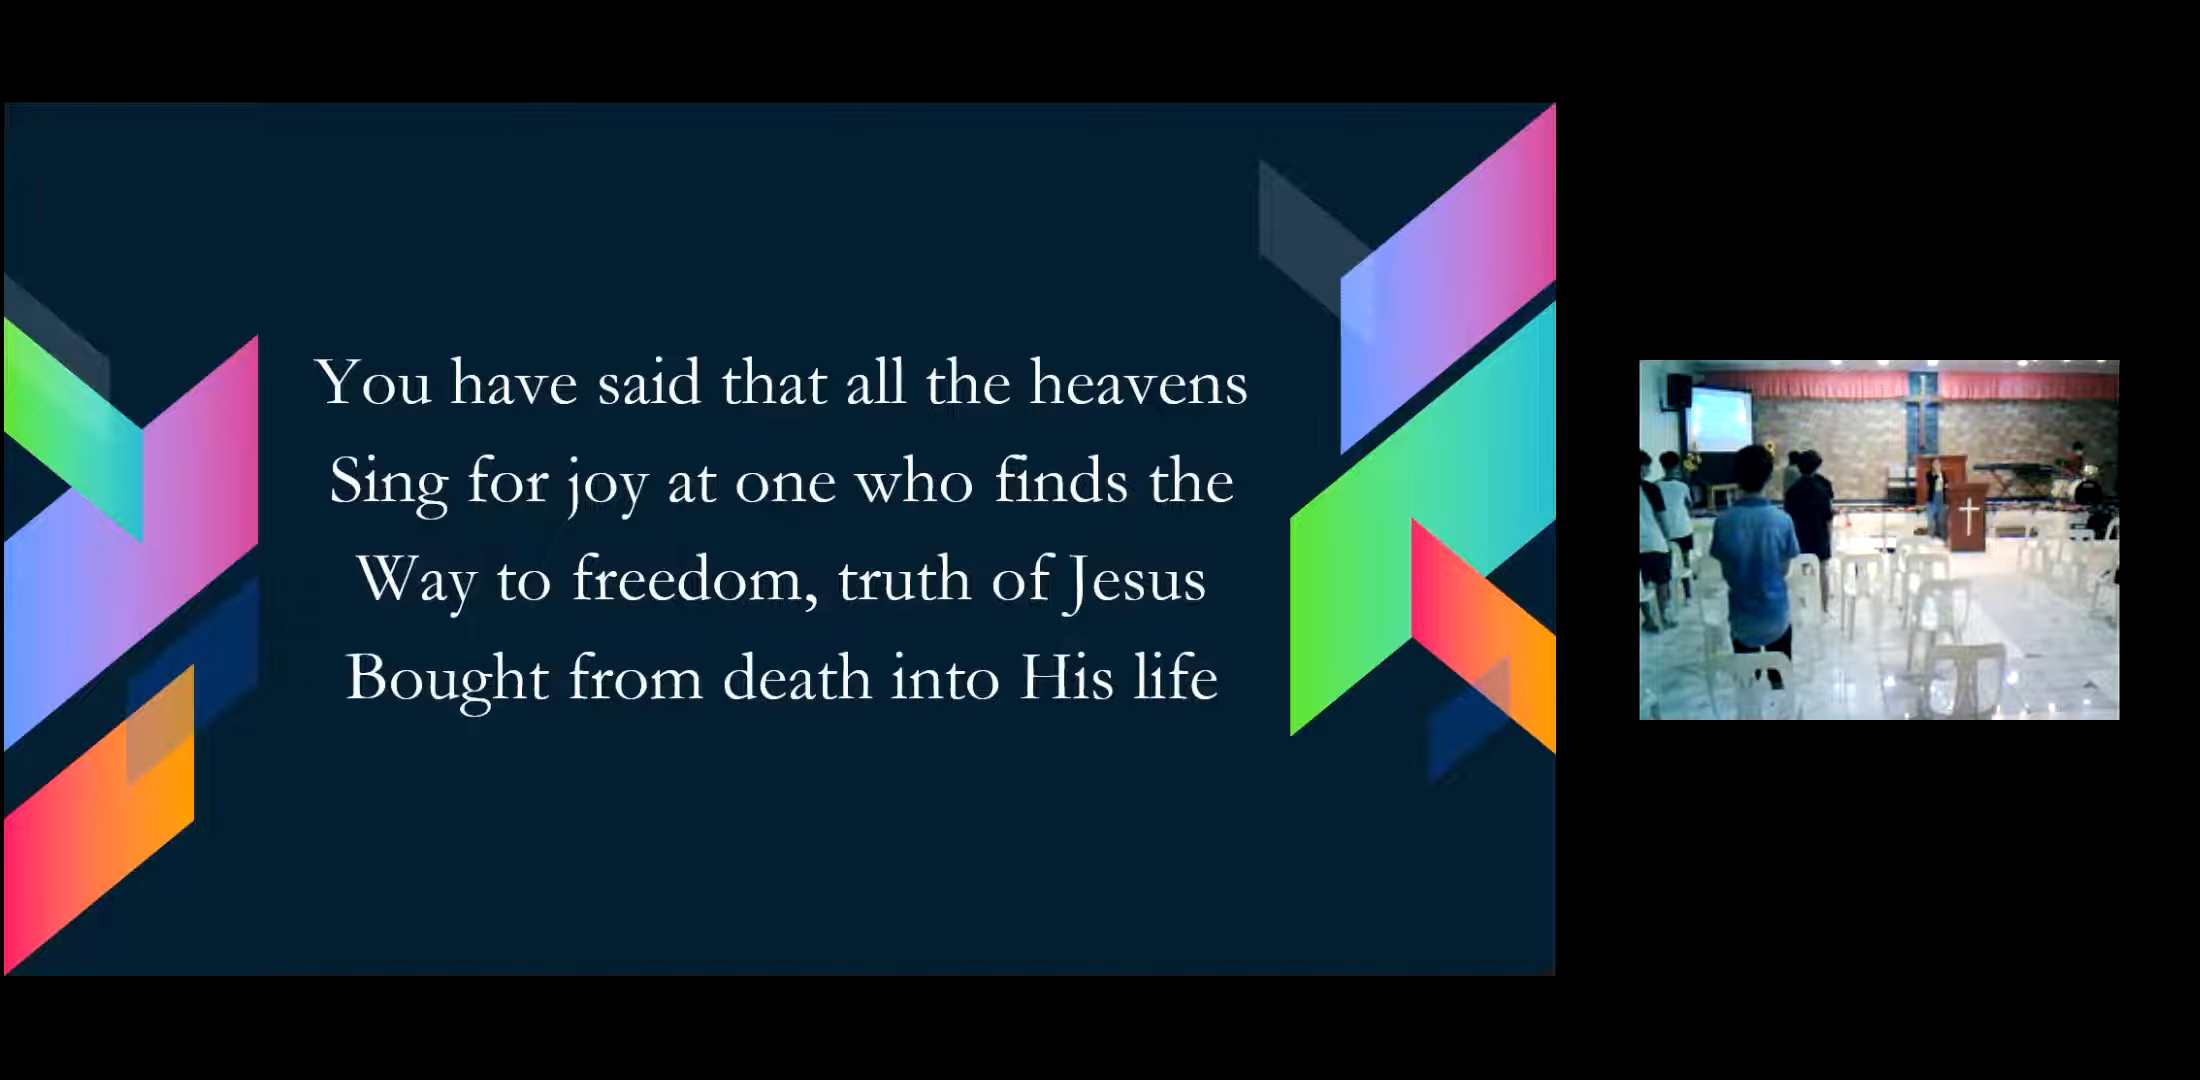 You have said that all the heavens
Sing for joy at one who finds the
Way to freedom, truth of Jesus
Bought from death into His life